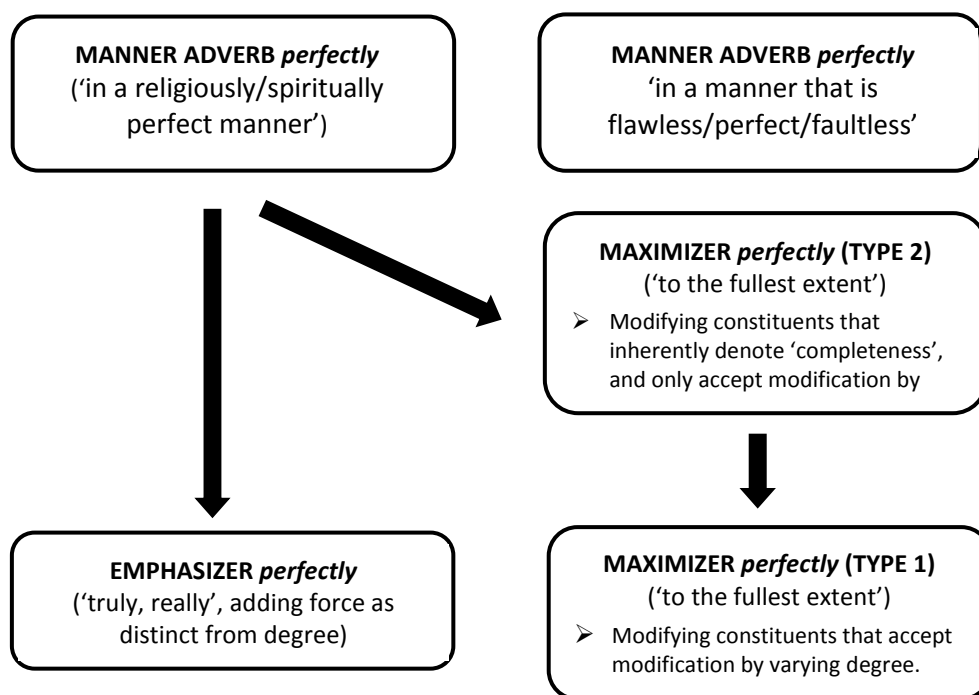 MANNER ADVERB perfectly
(‘in a religiously/spiritually
perfect manner’)
MANNER ADVERB perfectly
‘in a manner that is
flawless/perfect/faultless’
MAXIMIZER perfectly (TYPE 2)
(‘to the fullest extent’)
➢ Modifying constituents that
inherently denote ‘completeness’,
and only accept modification by
EMPHASIZER perfectly
(‘truly, really’, adding force as
distinct from degree)
MAXIMIZER perfectly (TYPE 1)
(‘to the fullest extent’)
➢ Modifying constituents that accept
modification by varying degree.